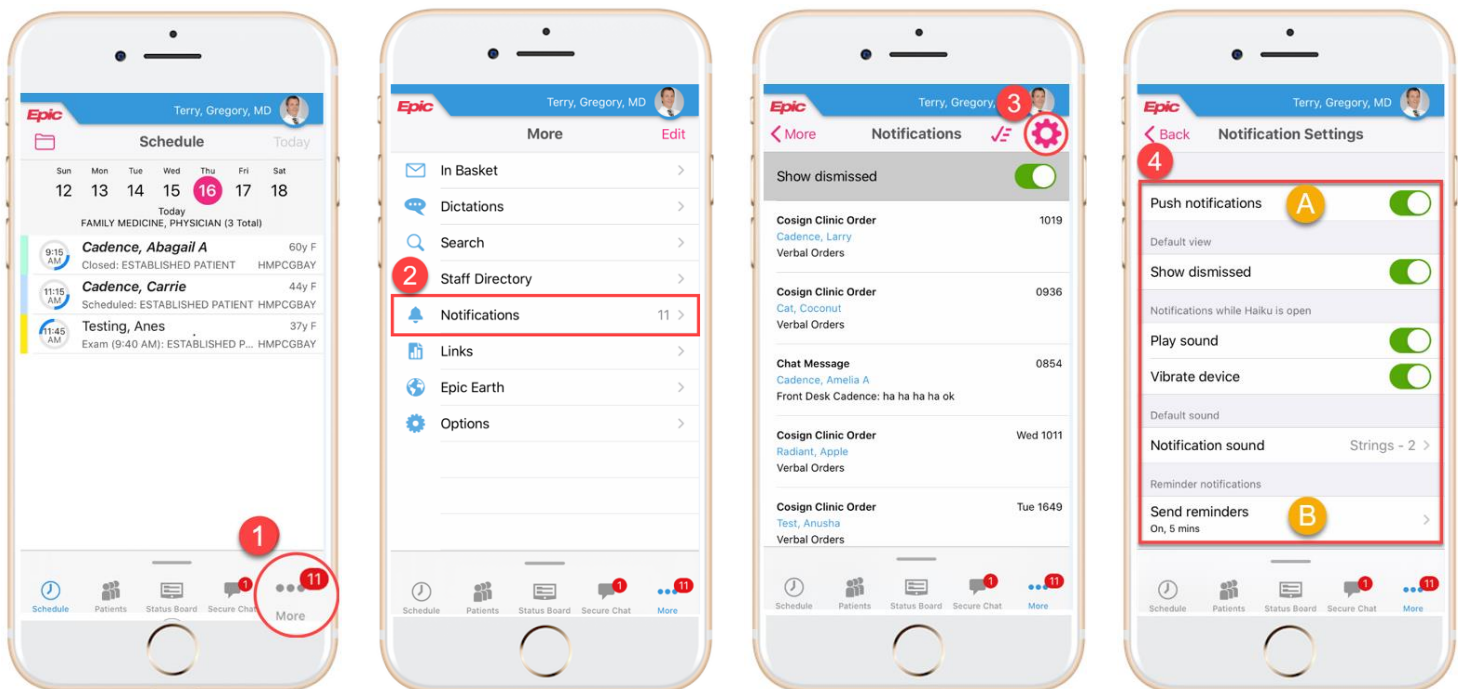 Epic
Terry, Gregory, MD
Schedule
Today
Sun Mon Tue Wed Thu Fri Sat
12 13 14 15 16 17 18
Today
FAMILY MEDICINE, PHYSICIAN (3 Total)
9:15 AM
Cadence, Abagail A 60y F
Closed: ESTABLISHED PATIENT HMPCGBAY
11:15 AM
Cadence, Carrie 44y F
Scheduled: ESTABLISHED PATIENT HMPCGBAY
11:45 AM
Testing, Anes 37y F
Exam (9:40 AM): ESTABLISHED P... HMPCGBAY
1
1 11
Schedule Patients Status Board Secure Chat More
Epic
Terry, Gregory, MD
More Edit
In Basket
Dictations
Search
2
Staff Directory
Notifications 11
Links
Epic Earth
Options
1 11
Schedule Patients Status Board Secure Chat More
Epic
Terry, Gregory,
3
More Notifications
Show dismissed
Cosign Clinic Order 1019
Cadence, Larry
Verbal Orders
Cosign Clinic Order 0936
Cat, Coconut
Verbal Orders
Chat Message 0854
Cadence, Amelia A
Front Desk Cadence: ha ha ha ha ok
Cosign Clinic Order Wed 1011
Radiant, Apple
Verbal Orders
Cosign Clinic Order Tue 1649
Test, Anusha
Verbal Orders
1 11
Schedule Patients Status Board Secure Chat More
Epic
Terry, Gregory, MD
Back Notification Settings
4
Push notifications A
Default view
Show dismissed
Notifications while Haiku is open
Play sound
Vibrate device
Default sound
Notification sound Strings - 2
Reminder notifications
Send reminders B
On, 5 mins
1 11
Schedule Patients Status Board Secure Chat More